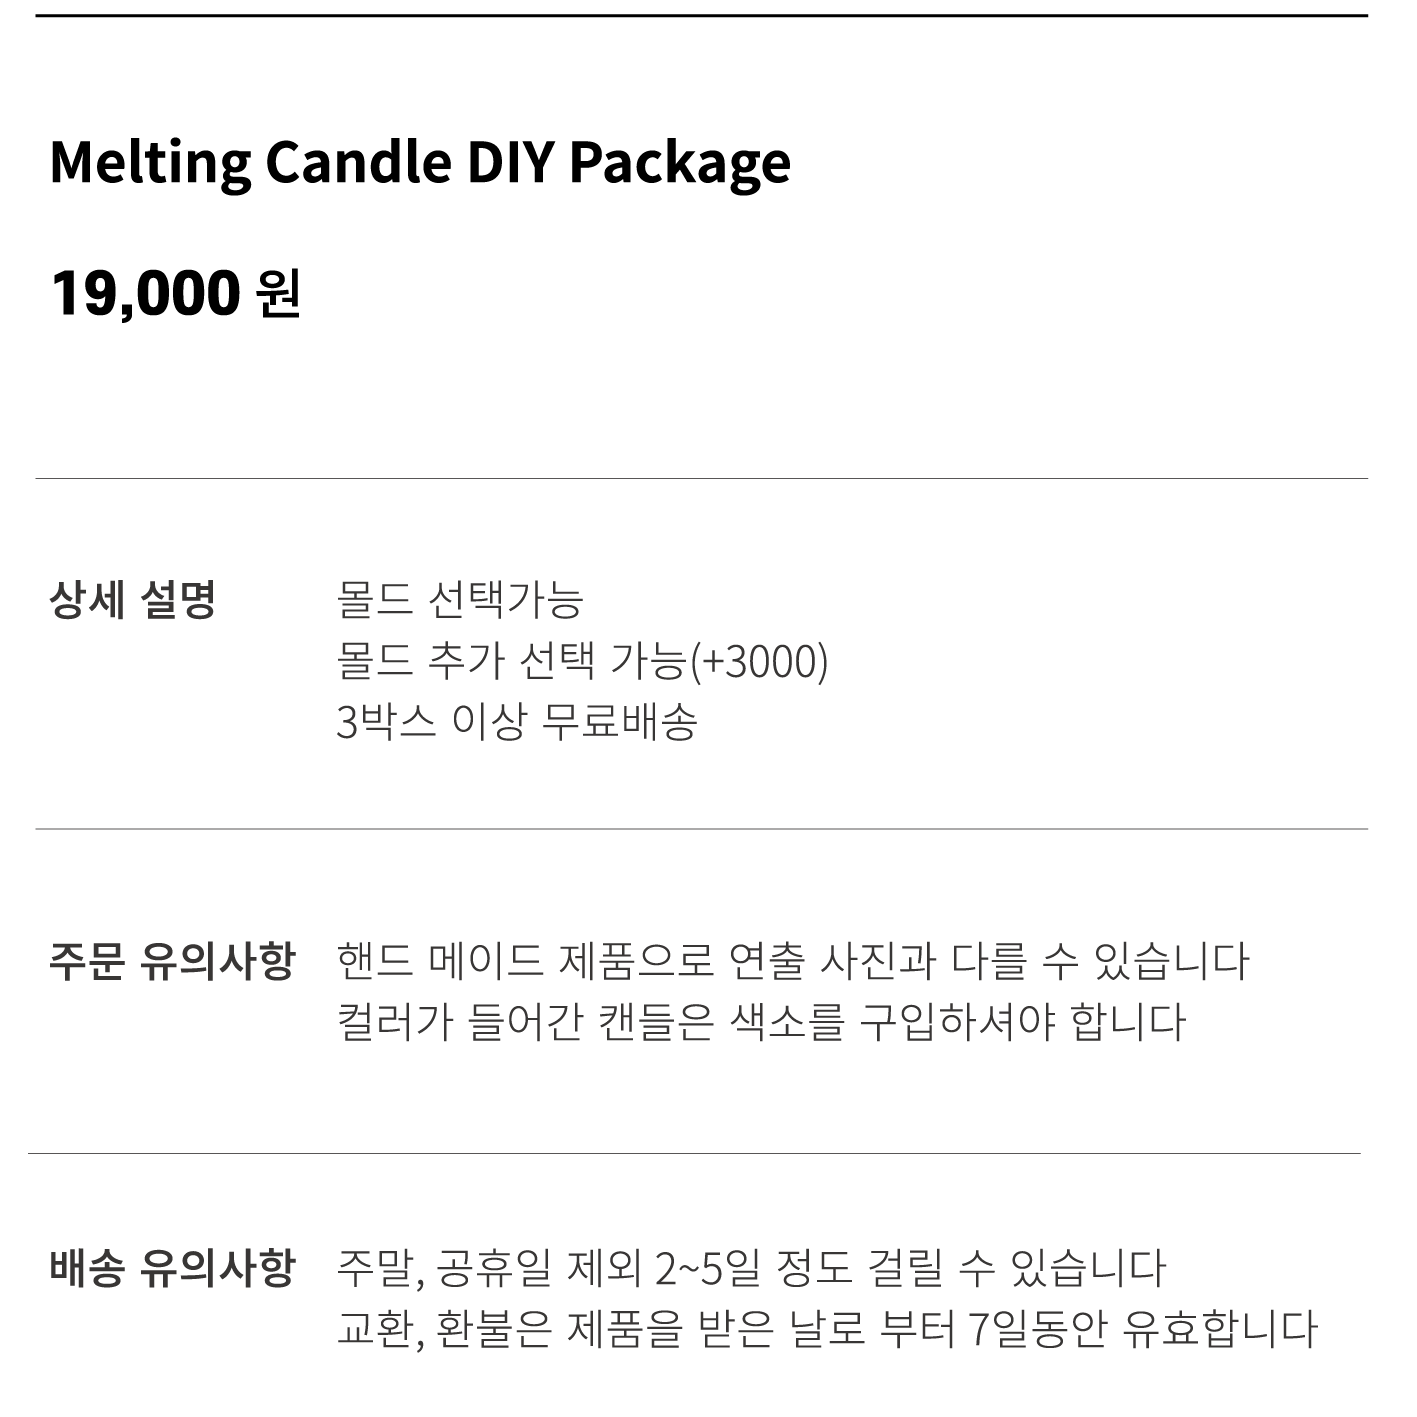 Melting Candle DIY Package
19,000 원
상세 설명
몰드 선택가능
몰드 추가 선택 가능(+3000)
3박스 이상 무료배송
주문 유의사항
핸드 메이드 제품으로 연출 사진과 다를 수 있습니다
컬러가 들어간 캔들은 색소를 구입하셔야 합니다
배송 유의사항
주말, 공휴일 제외 2~5일 정도 걸릴 수 있습니다
교환, 환불은 제품을 받은 날로 부터 7일동안 유효합니다